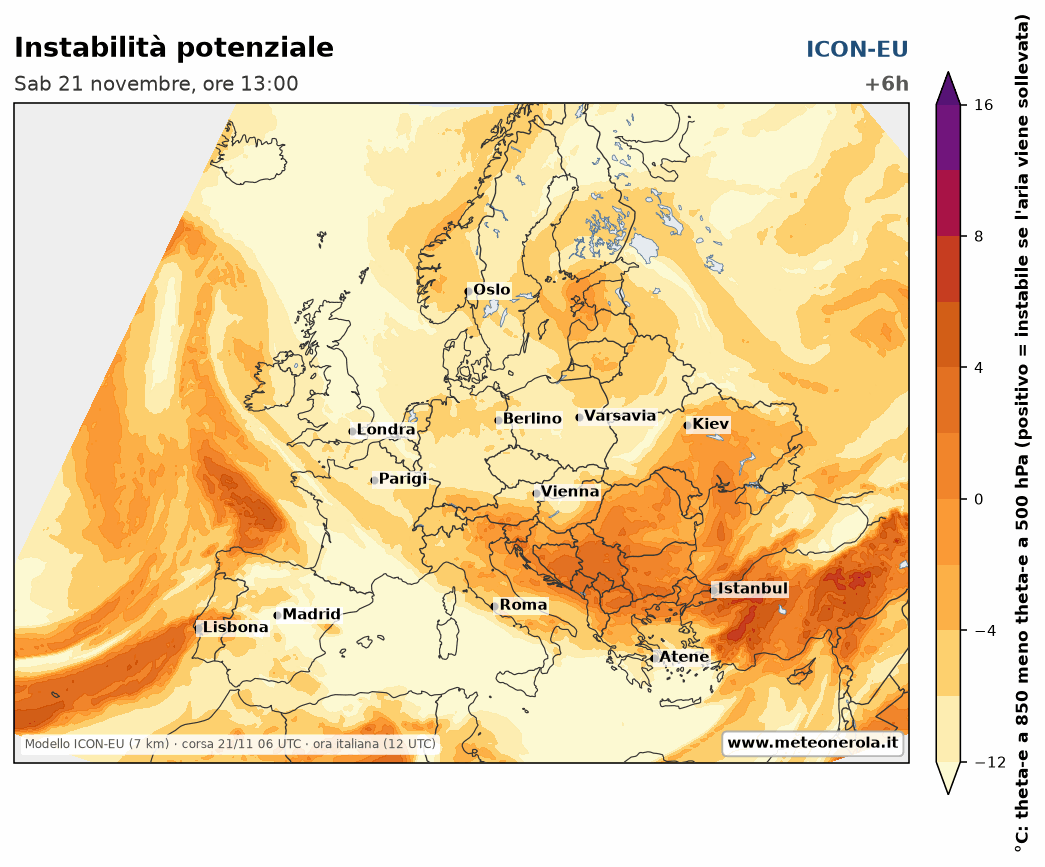 Instabilità potenziale
ICON-EU
Sab 21 novembre, ore 13:00
+6h
16
8
4
0
−4
−12
°C: theta-e a 850 meno theta-e a 500 hPa (positivo = instabile se l'aria viene sollevata)
Oslo
Londra
Berlino
Varsavia
Kiev
Parigi
Vienna
Istanbul
Roma
Madrid
Lisbona
Atene
Modello ICON-EU (7 km) · corsa 21/11 06 UTC · ora italiana (12 UTC)
www.meteonerola.it